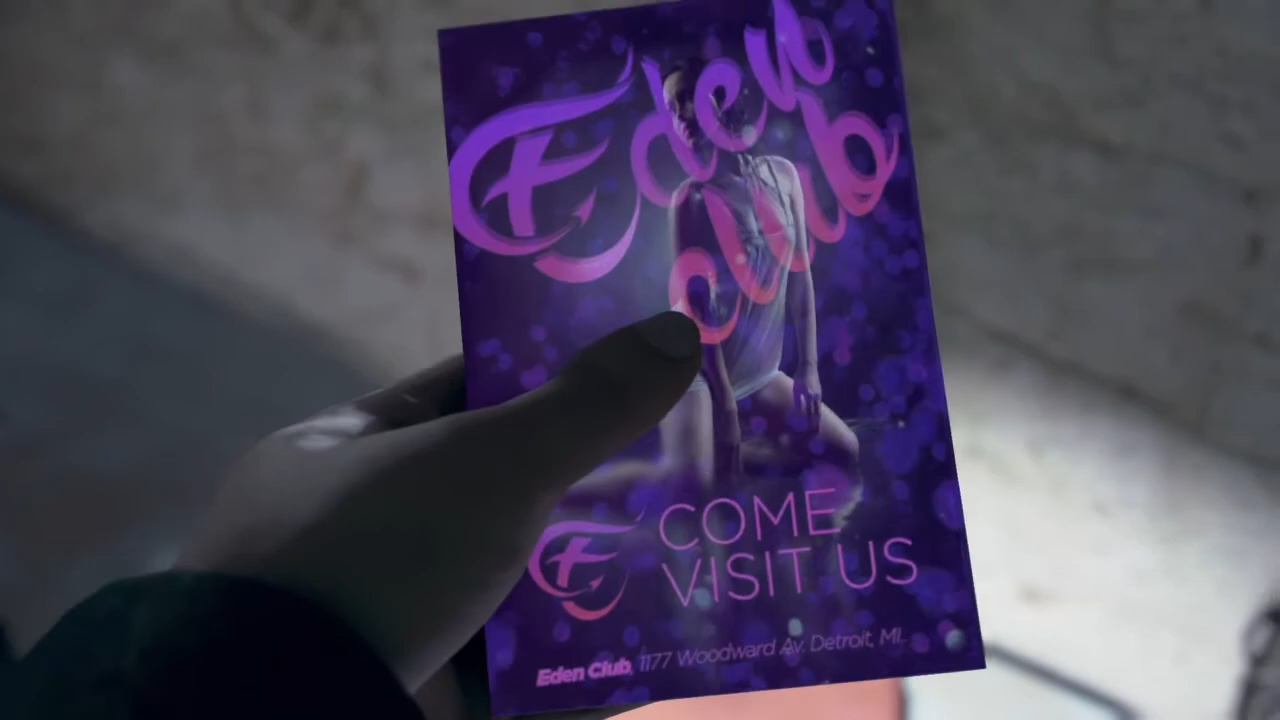 Eden
club
COME
VISIT US
Eden Club, 1177 Woodward Av. Detroit, MI.